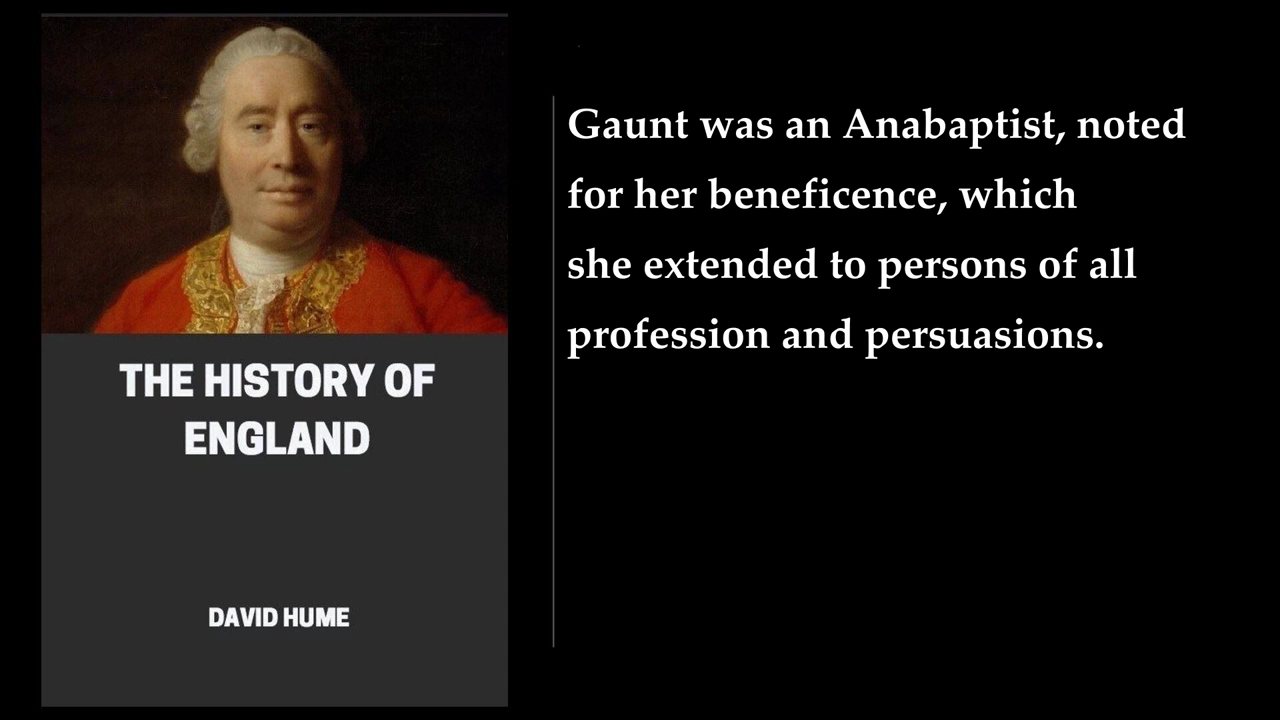 THE HISTORY OF
ENGLAND
DAVID HUME
Gaunt was an Anabaptist, noted
for her beneficence, which
she extended to persons of all
profession and persuasions.